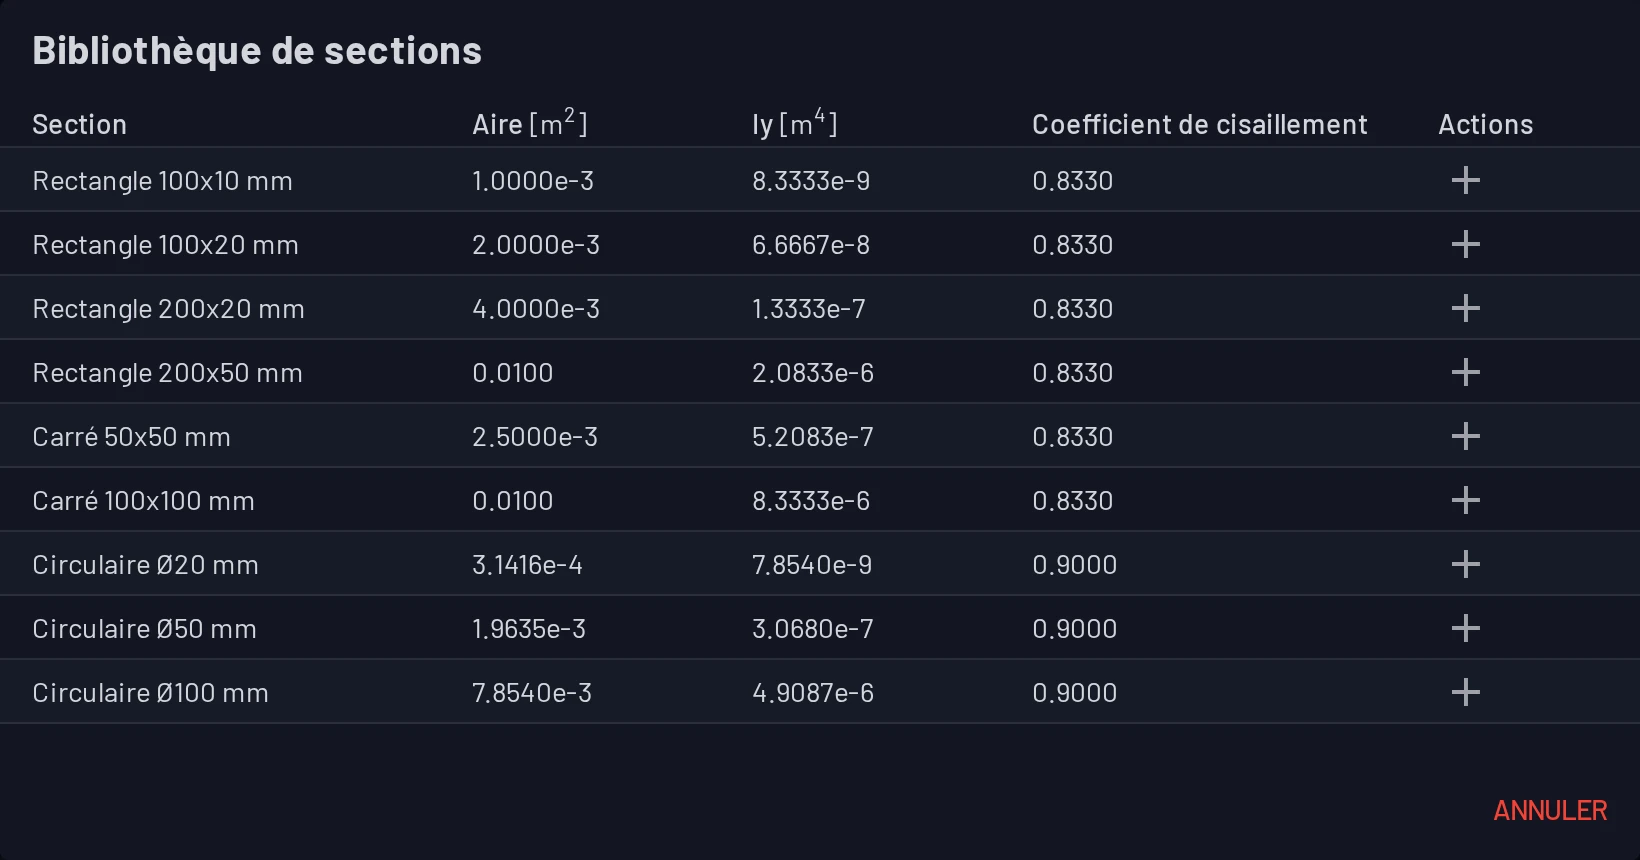 Bibliothèque de sections
Section Aire [m²] Iy [m⁴] Coefficient de cisaillement Actions
Rectangle 100x10 mm 1.0000e-3 8.3333e-9 0.8330
Rectangle 100x20 mm 2.0000e-3 6.6667e-8 0.8330
Rectangle 200x20 mm 4.0000e-3 1.3333e-7 0.8330
Rectangle 200x50 mm 0.0100 2.0833e-6 0.8330
Carré 50x50 mm 2.5000e-3 5.2083e-7 0.8330
Carré 100x100 mm 0.0100 8.3333e-6 0.8330
Circulaire Ø20 mm 3.1416e-4 7.8540e-9 0.9000
Circulaire Ø50 mm 1.9635e-3 3.0680e-7 0.9000
Circulaire Ø100 mm 7.8540e-3 4.9087e-6 0.9000
ANNULER